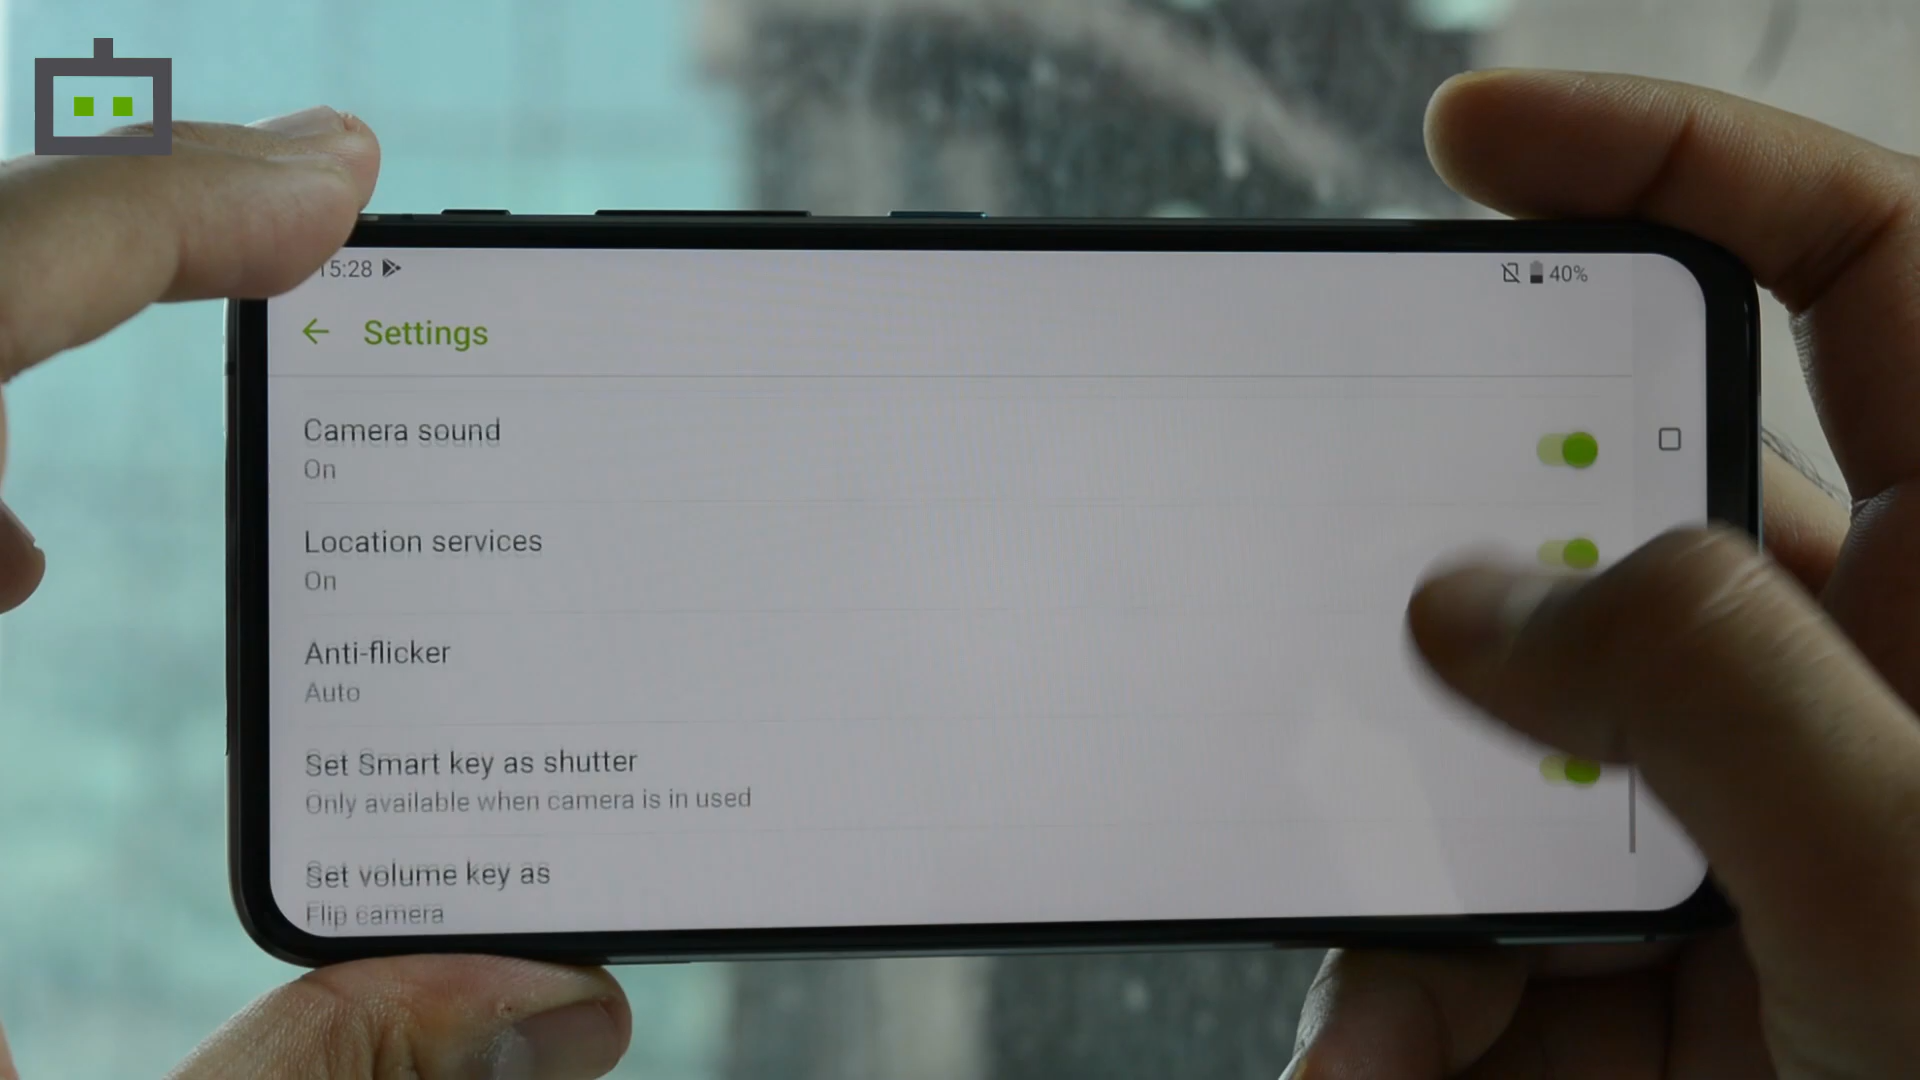 15:28
40%
Settings
Camera sound
On
Location services
On
Anti-flicker
Auto
Set Smart key as shutter
Only available when camera is in used
Set volume key as
Flip camera